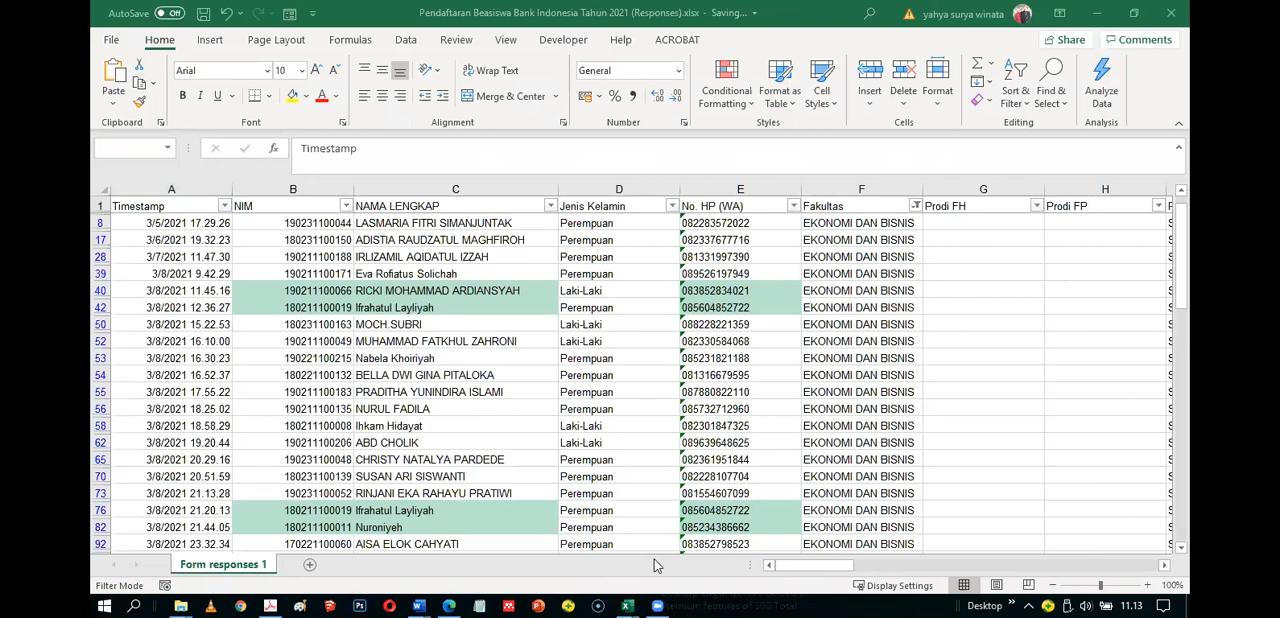 AutoSave Off Pendaftaran Beasiswa Bank Indonesia Tahun 2021 (Responses).xlsx - Saving... yahya surya winata
File Home Insert Page Layout Formulas Data Review View Developer Help ACROBAT Share Comments
Paste Arial 10 Wrap Text General Conditional Formatting Format as Table Cell Styles Insert Delete Format Sort & Filter Find & Select Analyze Data
B I U Merge & Center
Clipboard Font Alignment Number Styles Cells Editing Analysis
fx Timestamp
A B C D E F G H
1 Timestamp NIM NAMA LENGKAP Jenis Kelamin No. HP (WA) Fakultas Prodi FH Prodi FP
8 3/5/2021 17.29.26 190231100044 LASMARIA FITRI SIMANJUNTAK Perempuan 082283572022 EKONOMI DAN BISNIS
17 3/6/2021 19.32.23 180231100150 ADISTIA RAUDZATUL MAGHFIROH Perempuan 082337677716 EKONOMI DAN BISNIS
28 3/7/2021 11.47.30 190211100188 IRLIZAMIL AQIDATUL IZZAH Perempuan 081331997390 EKONOMI DAN BISNIS
39 3/8/2021 9.42.29 190211100171 Eva Rofiatus Solichah Perempuan 089526197949 EKONOMI DAN BISNIS
40 3/8/2021 11.45.16 190211100066 RICKI MOHAMMAD ARDIANSYAH Laki-Laki 083852834021 EKONOMI DAN BISNIS
42 3/8/2021 12.36.27 180211100019 Ifrahatul Layliyah Perempuan 085604852722 EKONOMI DAN BISNIS
50 3/8/2021 15.22.53 180231100163 MOCH.SUBRI Laki-Laki 088228221359 EKONOMI DAN BISNIS
52 3/8/2021 16.10.00 190211100049 MUHAMMAD FATKHUL ZAHRONI Laki-Laki 082330584068 EKONOMI DAN BISNIS
53 3/8/2021 16.30.23 190221100215 Nabela Khoiriyah Perempuan 085231821188 EKONOMI DAN BISNIS
54 3/8/2021 16.52.37 180221100132 BELLA DWI GINA PITALOKA Perempuan 081316679595 EKONOMI DAN BISNIS
55 3/8/2021 17.55.22 190211100183 PRADITHA YUNINDIRA ISLAMI Perempuan 087880822110 EKONOMI DAN BISNIS
56 3/8/2021 18.25.02 190211100135 NURUL FADILA Perempuan 085732712960 EKONOMI DAN BISNIS
58 3/8/2021 18.58.29 180211100008 Ihkam Hidayat Laki-Laki 082301847325 EKONOMI DAN BISNIS
62 3/8/2021 19.20.44 190211100206 ABD CHOLIK Laki-Laki 089639648625 EKONOMI DAN BISNIS
65 3/8/2021 20.29.16 190231100048 CHRISTY NATALYA PARDEDE Perempuan 082361951844 EKONOMI DAN BISNIS
70 3/8/2021 20.51.59 180231100138 SUSAN ARI SISWANTI Perempuan 082228107704 EKONOMI DAN BISNIS
73 3/8/2021 21.13.28 190231100052 RINJANI EKA RAHAYU PRATIWI Perempuan 081554607099 EKONOMI DAN BISNIS
76 3/8/2021 21.20.13 180211100019 Ifrahatul Layliyah Perempuan 085604852722 EKONOMI DAN BISNIS
82 3/8/2021 21.44.05 180211100011 Nuroniyeh Perempuan 085234386662 EKONOMI DAN BISNIS
92 3/8/2021 23.32.34 170221100060 AISA ELOK CAHYATI Perempuan 083852798523 EKONOMI DAN BISNIS
Form responses 1
Filter Mode Display Settings 100%
Desktop 11.13